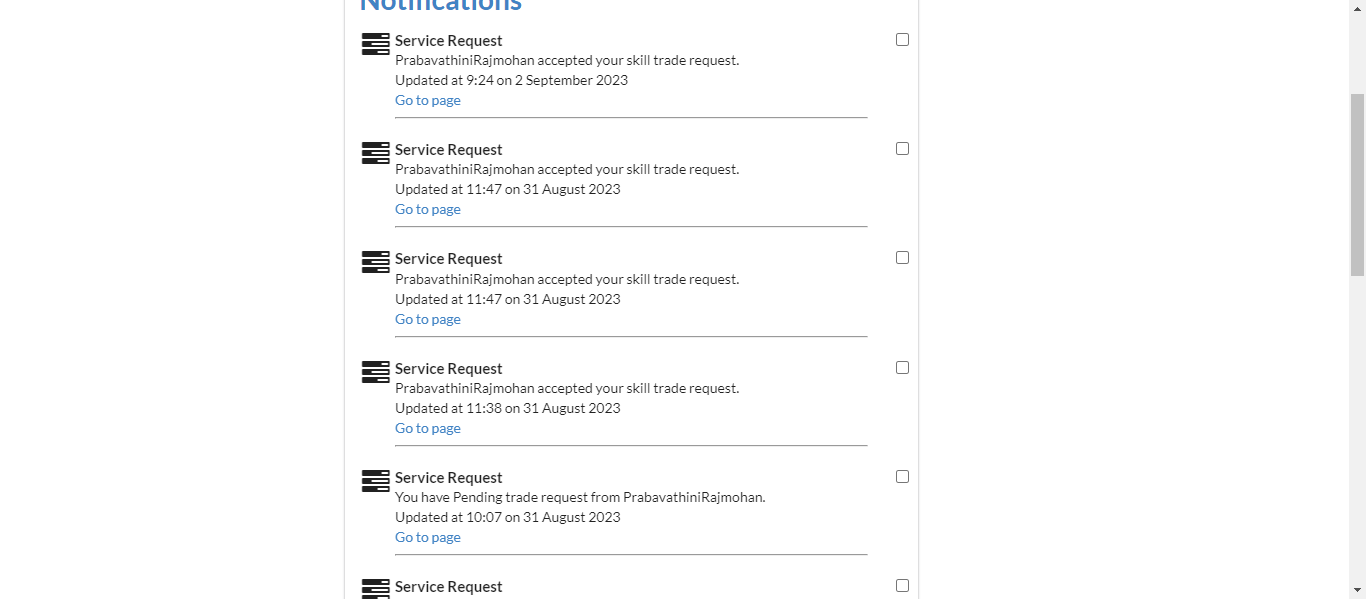 Notifications
Service Request
PrabavathiniRajmohan accepted your skill trade request.
Updated at 9:24 on 2 September 2023
Go to page
Service Request
PrabavathiniRajmohan accepted your skill trade request.
Updated at 11:47 on 31 August 2023
Go to page
Service Request
PrabavathiniRajmohan accepted your skill trade request.
Updated at 11:47 on 31 August 2023
Go to page
Service Request
PrabavathiniRajmohan accepted your skill trade request.
Updated at 11:38 on 31 August 2023
Go to page
Service Request
You have Pending trade request from PrabavathiniRajmohan.
Updated at 10:07 on 31 August 2023
Go to page
Service Request